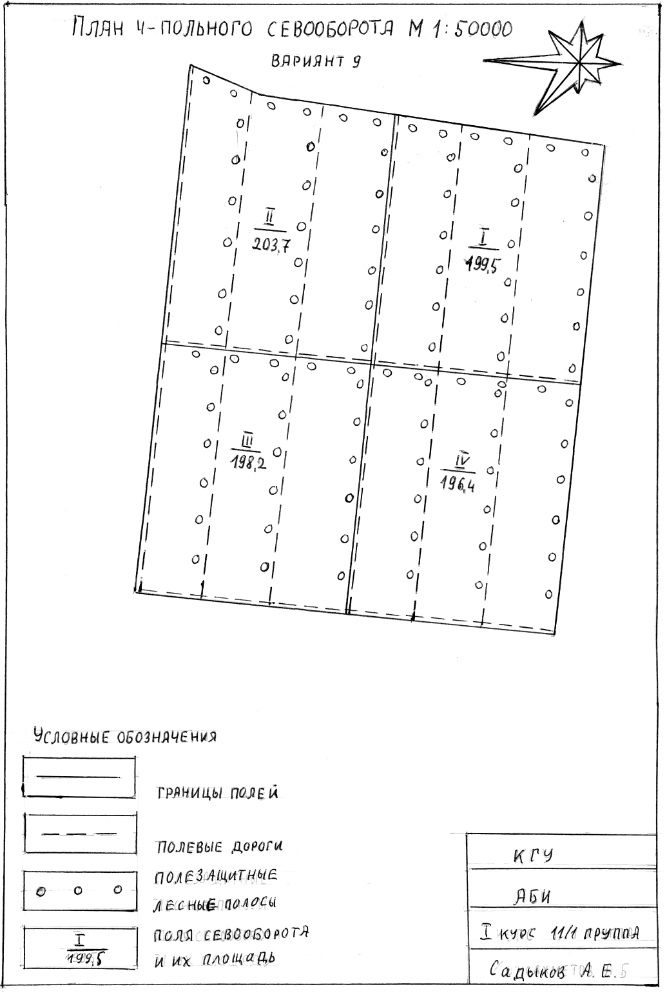 ПЛАН 4-ПОЛЬНОГО СЕВООБОРОТА М 1:50000
ВАРИАНТ 9
II
203,7
I
199,5
III
198,2
IV
196,4
УСЛОВНЫЕ ОБОЗНАЧЕНИЯ
ГРАНИЦЫ ПОЛЕЙ
ПОЛЕВЫЕ ДОРОГИ
ПОЛЕЗАЩИТНЫЕ
ЛЕСНЫЕ ПОЛОСЫ
I
199,5
ПОЛЯ СЕВООБОРОТА
И ИХ ПЛОЩАДЬ
КГУ
АБИ
I КУРС 11/1 ГРУППА
Садыков А.Е.